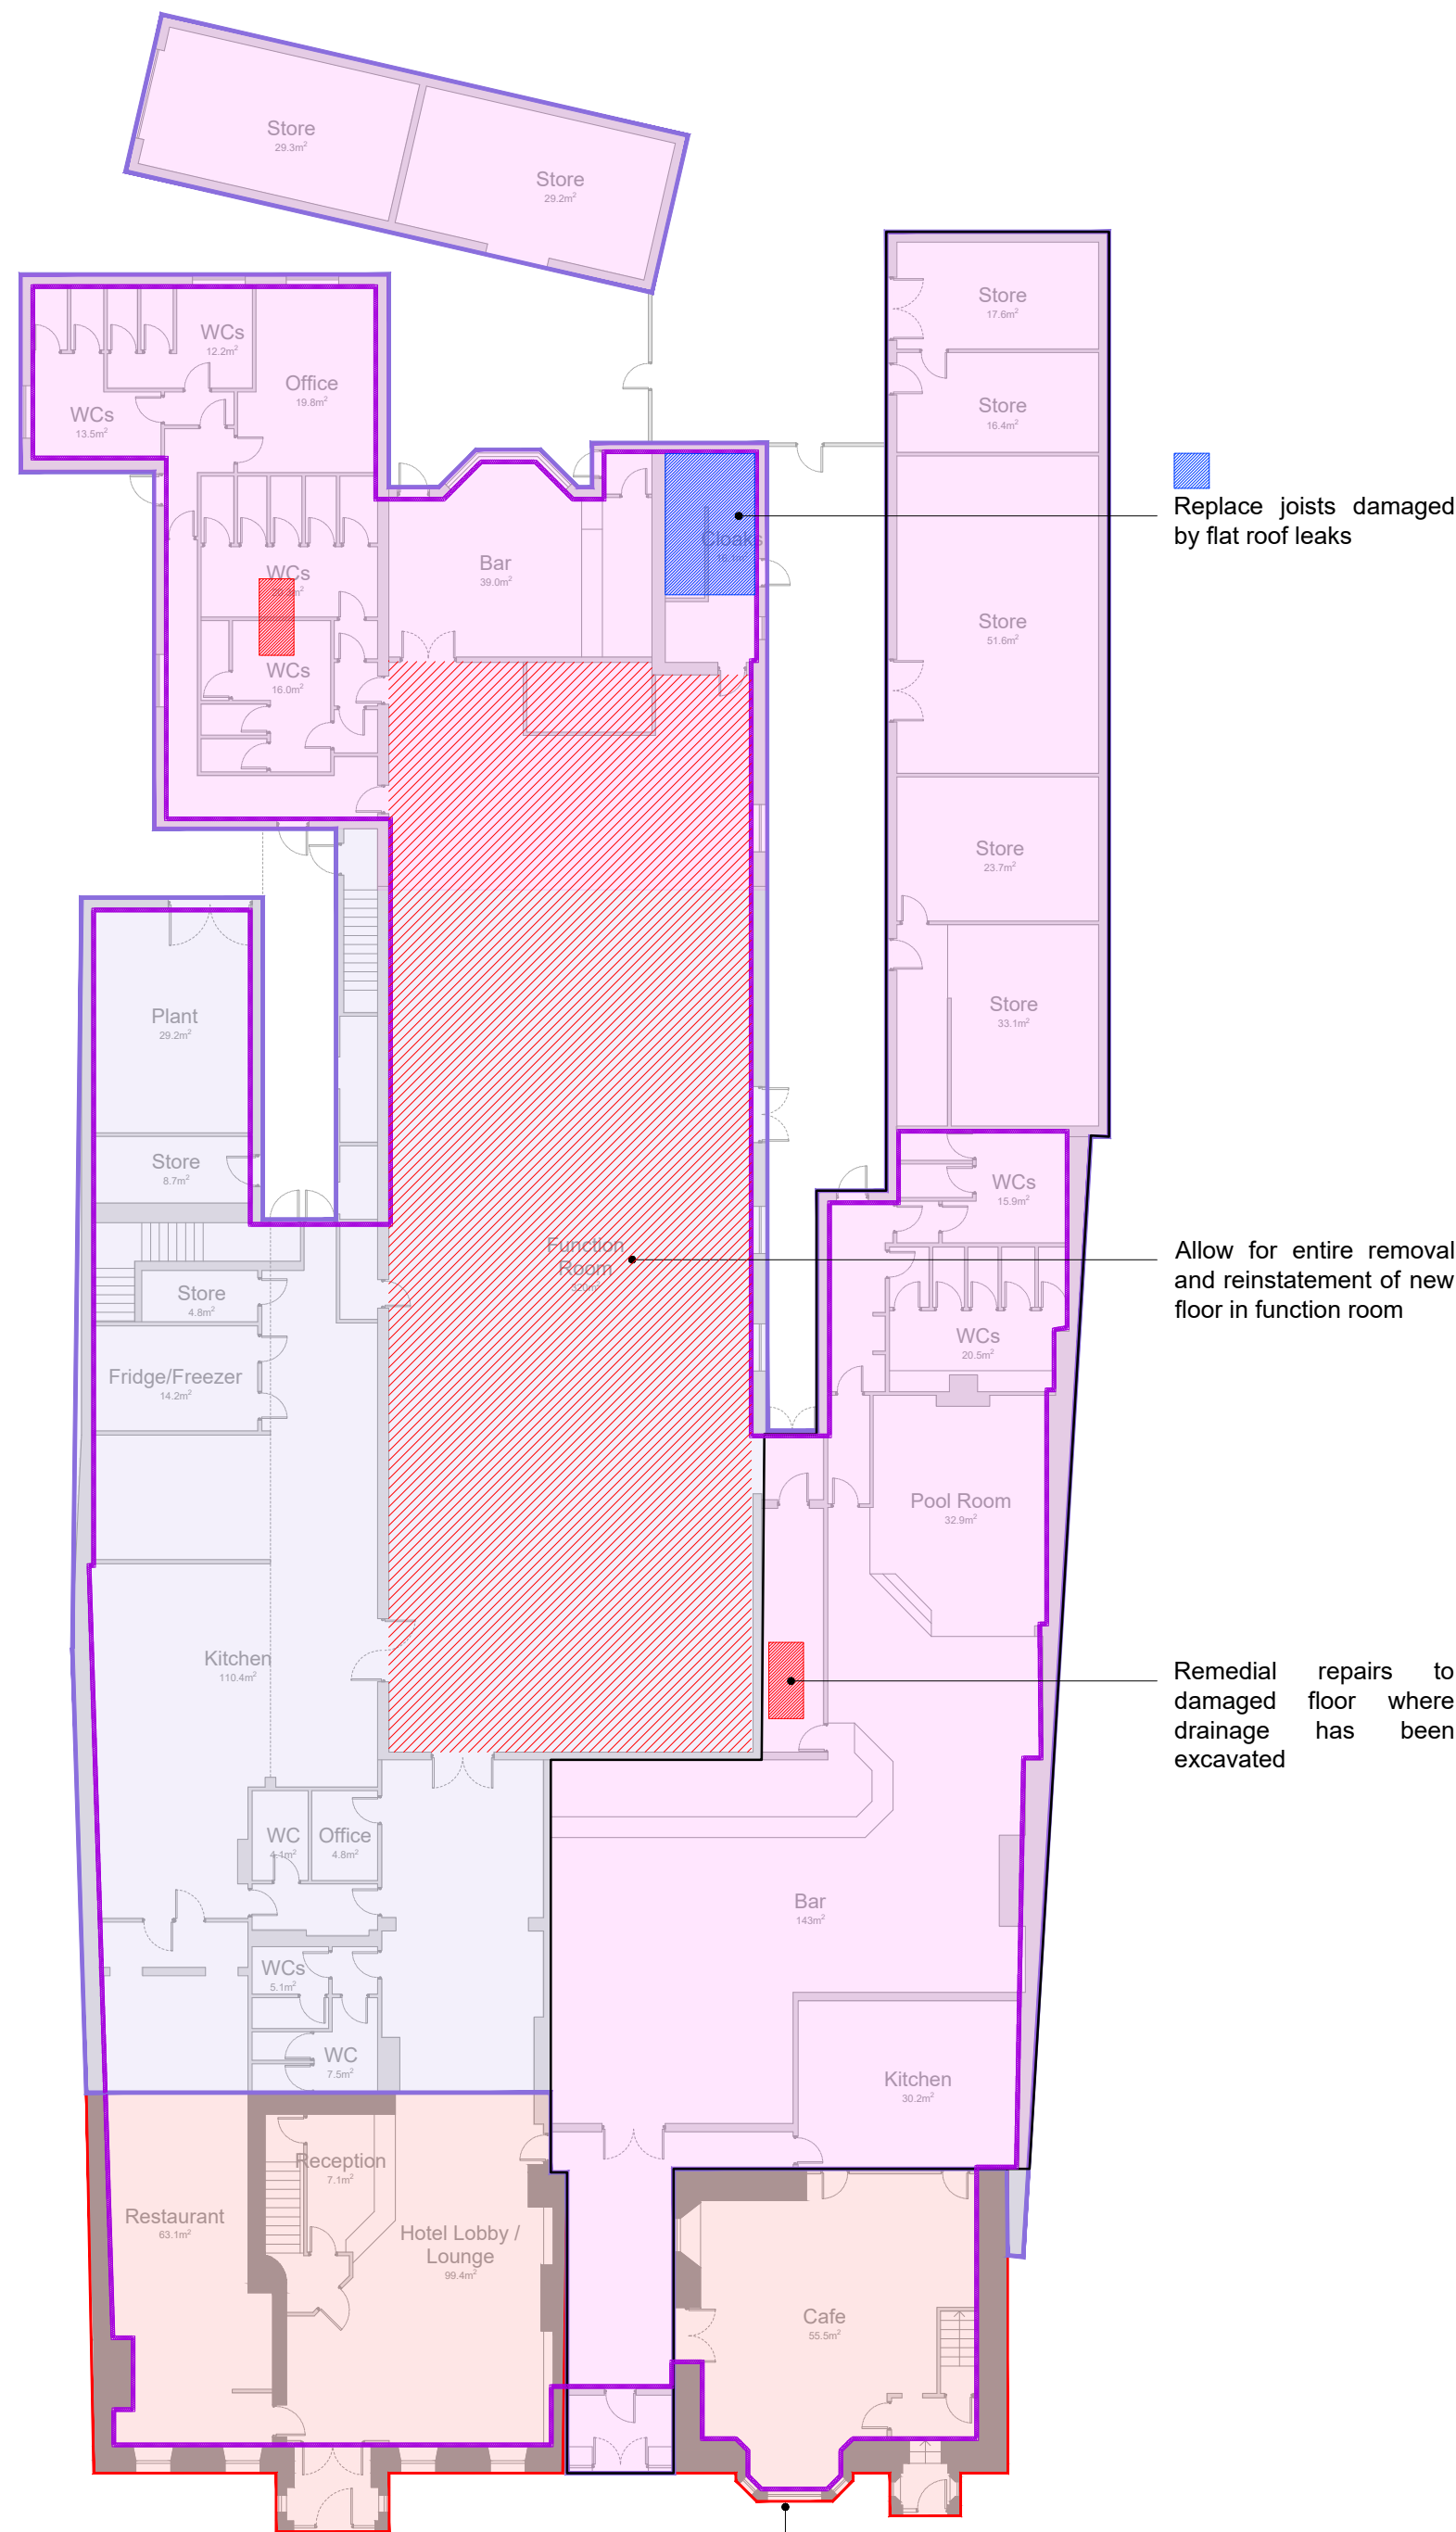 Store
29.3m²
Store
29.2m²
Store
17.6m²
WCs
12.2m²
Office
19.8m²
WCs
13.5m²
Store
16.4m²
Replace joists damaged
by flat roof leaks
Cloaks
16.1m²
Bar
39.0m²
WCs
WCs
16.0m²
Store
51.6m²
Store
23.7m²
Store
33.1m²
Plant
29.2m²
Store
8.7m²
WCs
15.9m²
Function
Room
320m²
Allow for entire removal
and reinstatement of new
floor in function room
Store
4.8m²
WCs
20.5m²
Fridge/Freezer
14.2m²
Pool Room
32.9m²
Kitchen
110.4m²
Remedial repairs to
damaged floor where
drainage has been
excavated
WC
4.1m²
Office
4.8m²
Bar
143m²
WCs
5.1m²
WC
7.5m²
Kitchen
30.2m²
Reception
7.1m²
Restaurant
63.1m²
Hotel Lobby /
Lounge
99.4m²
Cafe
55.5m²